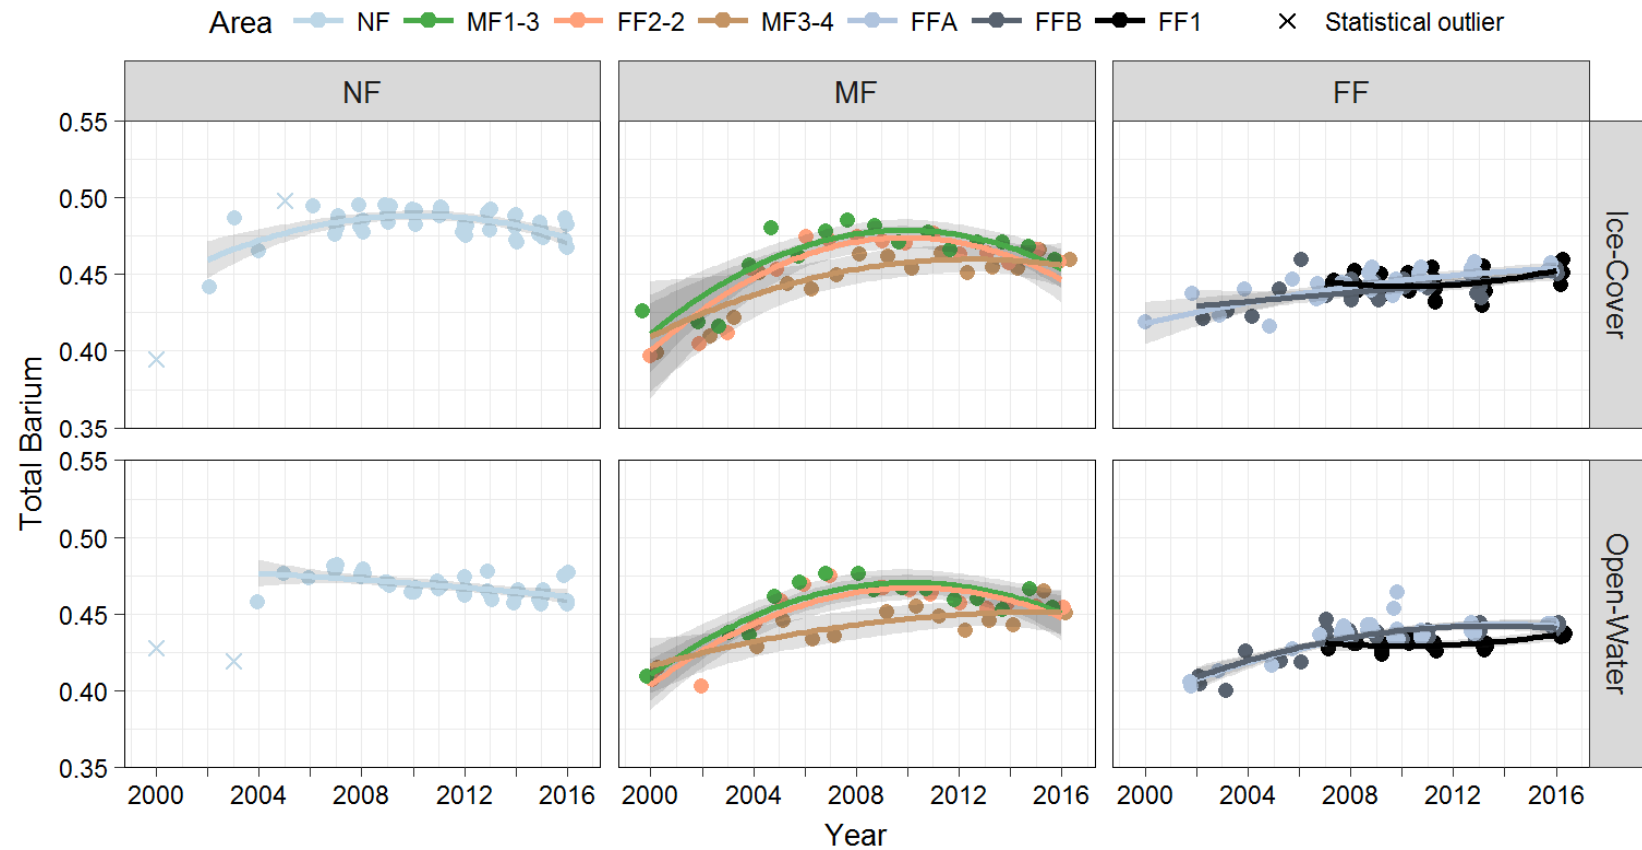 Area NF MF1-3 FF2-2 MF3-4 FFA FFB FF1 Statistical outlier
NF MF FF
0.55
0.50
0.45
0.40
0.35
Ice-Cover
Total Barium
0.55
0.50
0.45
0.40
0.35
Open-Water
2000 2004 2008 2012 2016 2000 2004 2008 2012 2016 2000 2004 2008 2012 2016
Year